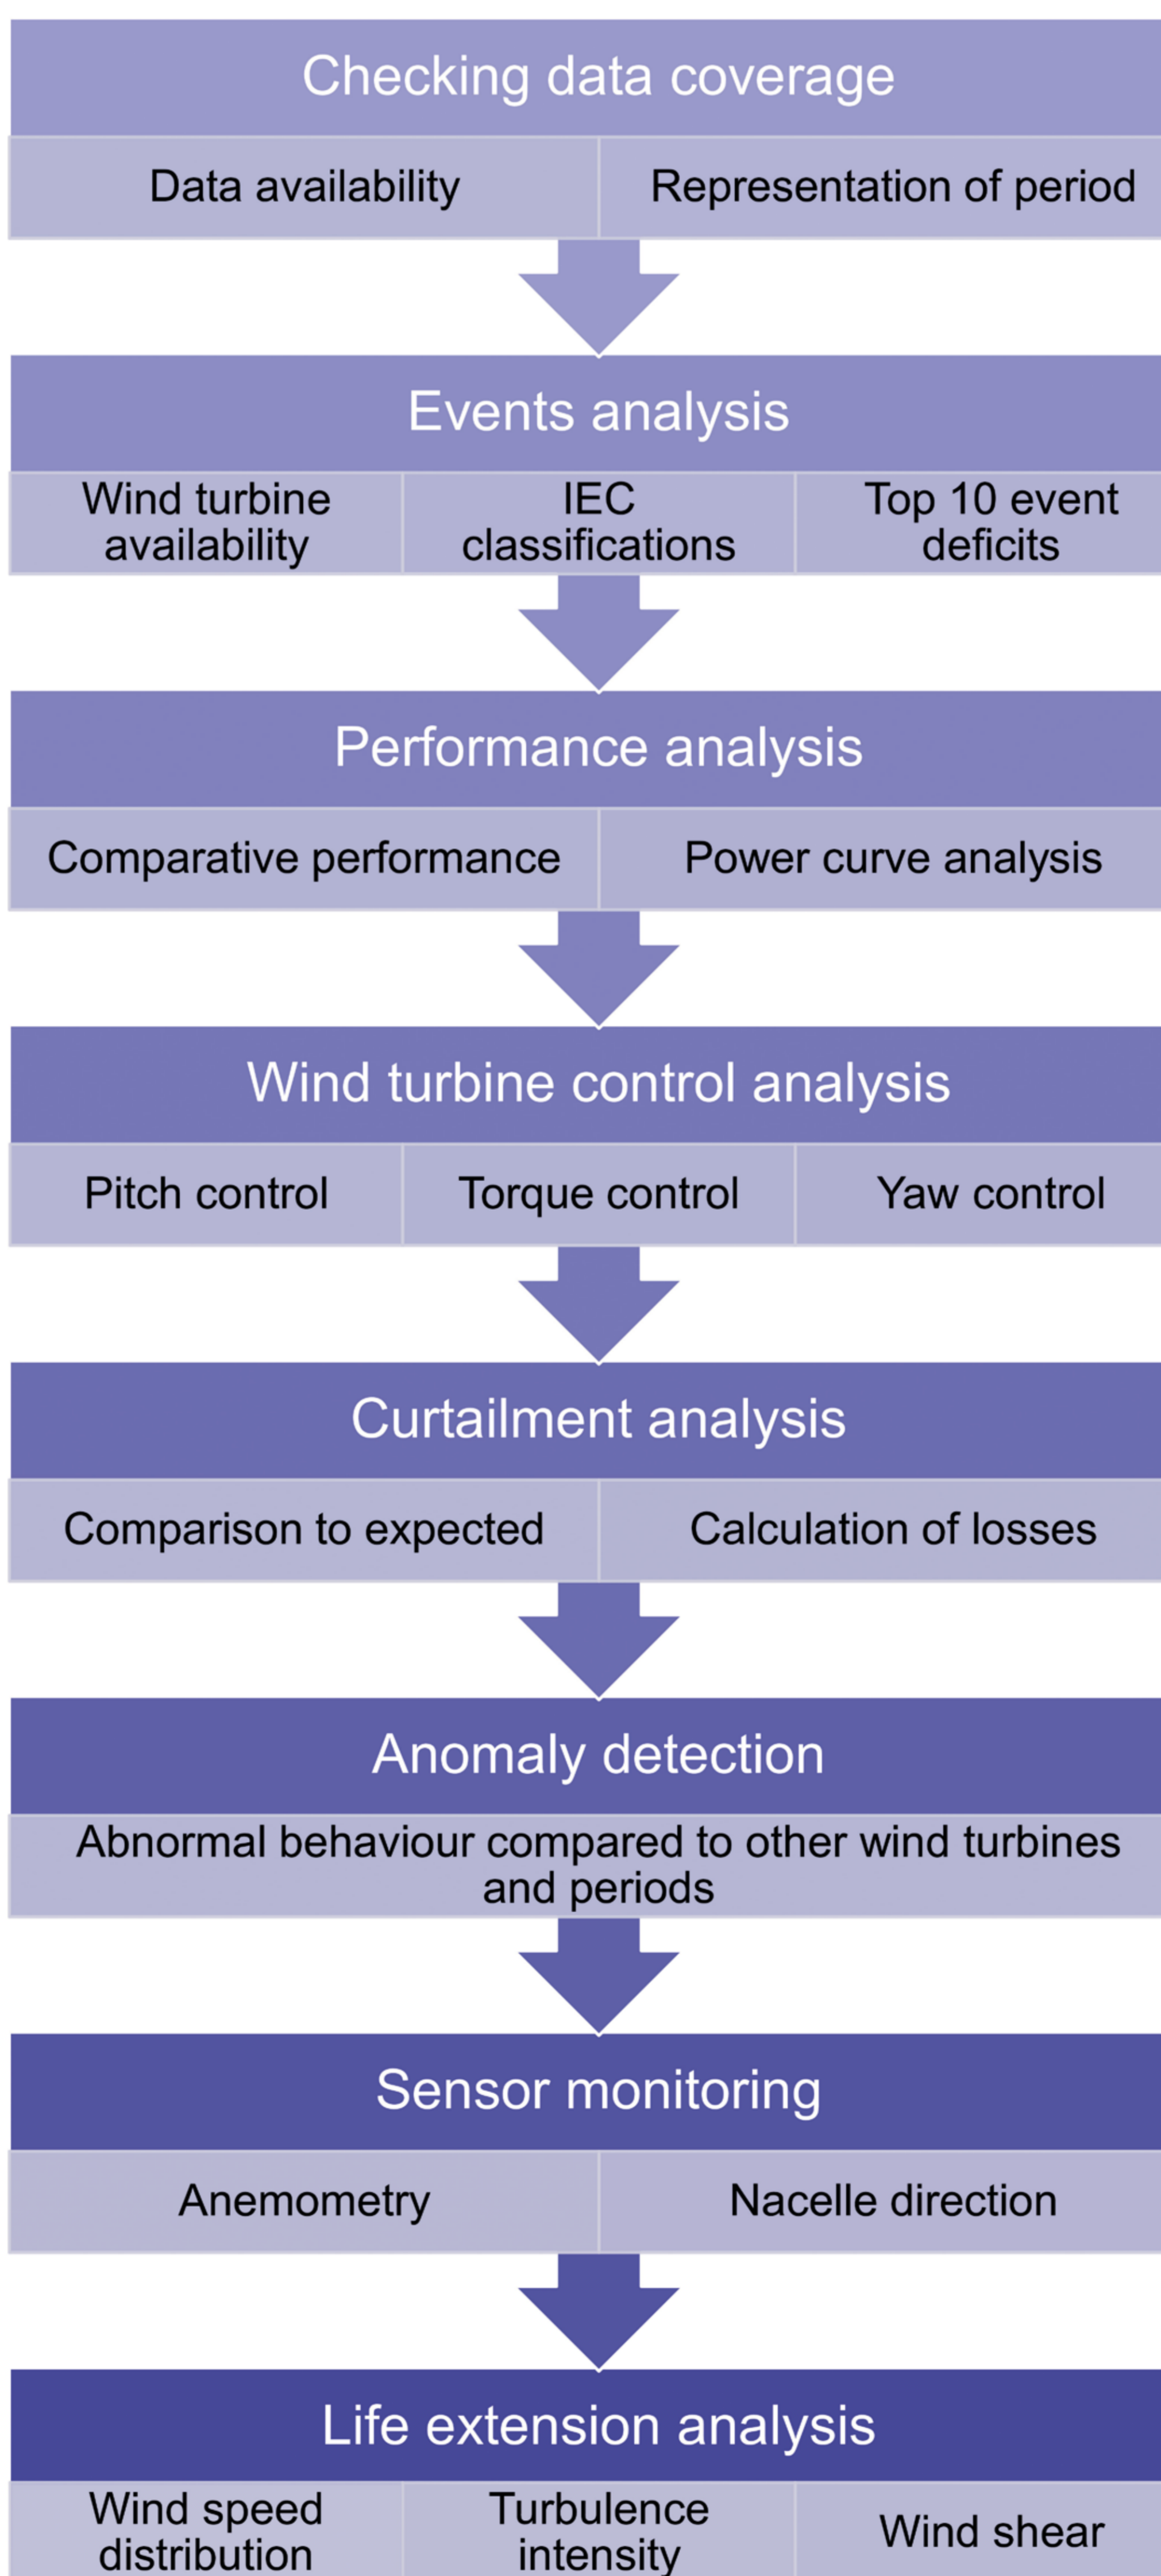 Checking data coverage
Data availability
Representation of period
Events analysis
Wind turbine
availability
IEC
classifications
Top 10 event
deficits
Performance analysis
Comparative performance
Power curve analysis
Wind turbine control analysis
Pitch control
Torque control
Yaw control
Curtailment analysis
Comparison to expected
Calculation of losses
Anomaly detection
Abnormal behaviour compared to other wind turbines
and periods
Sensor monitoring
Anemometry
Nacelle direction
Life extension analysis
Wind speed
distribution
Turbulence
intensity
Wind shear